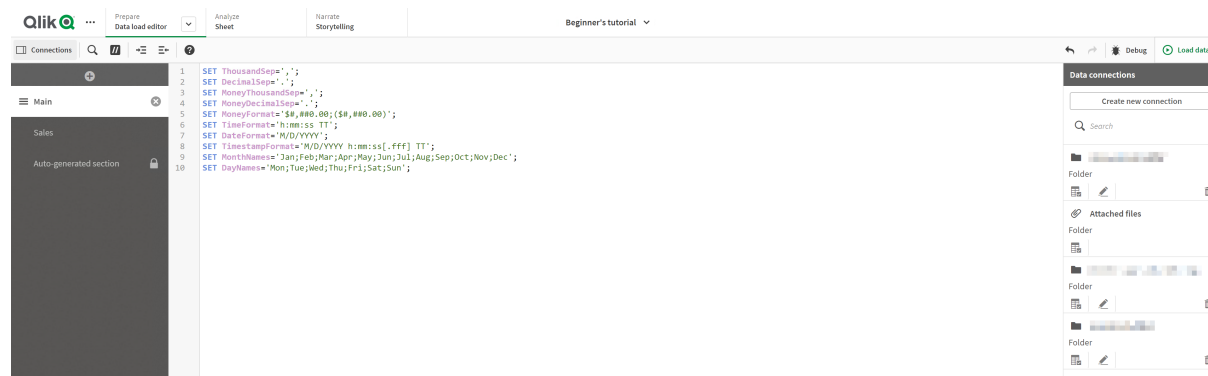 Qlik
Prepare
Data load editor
Analyze
Sheet
Narrate
Storytelling
Beginner's tutorial
Connections
//
?
Debug
Load data
Main
Sales
Auto-generated section
1 SET ThousandSep=',';
2 SET DecimalSep='.';
3 SET MoneyThousandSep=',';
4 SET MoneyDecimalSep='.';
5 SET MoneyFormat='$#,##0.00;($#,##0.00)';
6 SET TimeFormat='h:mm:ss TT';
7 SET DateFormat='M/D/YYYY';
8 SET TimestampFormat='M/D/YYYY h:mm:ss[.fff] TT';
9 SET MonthNames='Jan;Feb;Mar;Apr;May;Jun;Jul;Aug;Sep;Oct;Nov;Dec';
10 SET DayNames='Mon;Tue;Wed;Thu;Fri;Sat;Sun';
Data connections
Create new connection
Search
Folder
Attached files
Folder
Folder
Folder